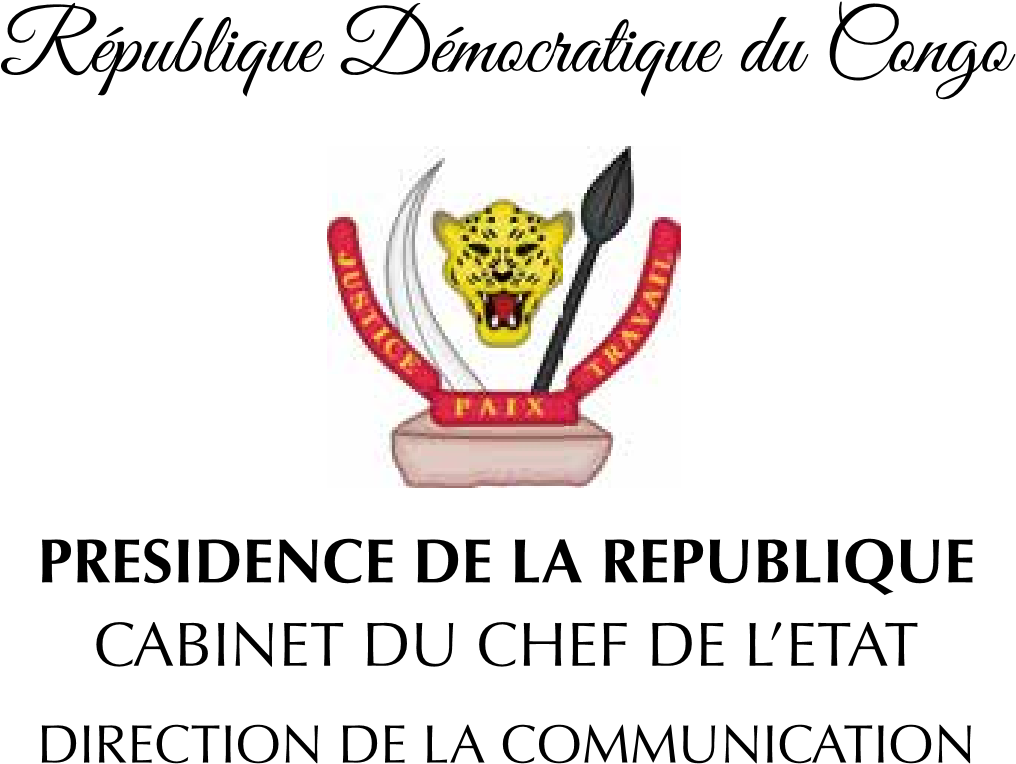 République Démocratique du Congo
JUSTICE
PAIX
TRAVAIL
PRESIDENCE DE LA REPUBLIQUE
CABINET DU CHEF DE L’ETAT
DIRECTION DE LA COMMUNICATION